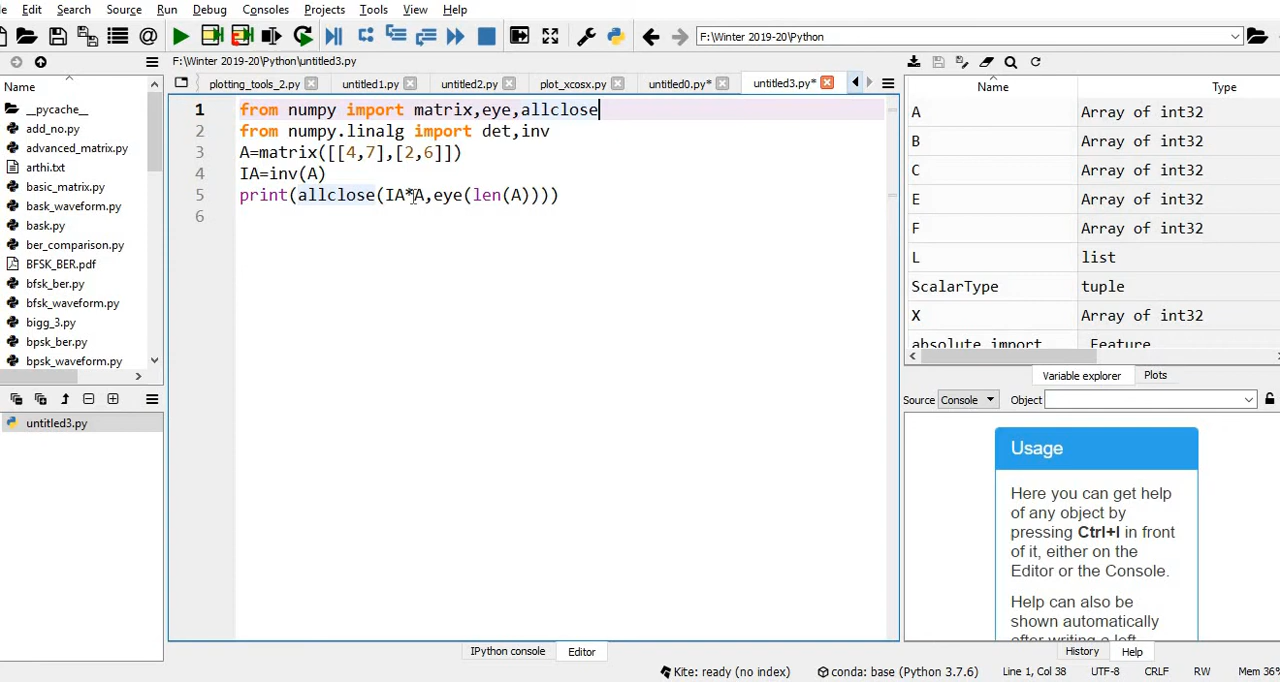 Edit Search Source Run Debug Consoles Projects Tools View Help
F:\Winter 2019-20\Python
F:\Winter 2019-20\Python\untitled3.py
Name
__pycache__
add_no.py
advanced_matrix.py
arthi.txt
basic_matrix.py
bask_waveform.py
bask.py
ber_comparison.py
BFSK_BER.pdf
bfsk_ber.py
bfsk_waveform.py
bigg_3.py
bpsk_ber.py
bpsk_waveform.py
untitled3.py
plotting_tools_2.py untitled1.py untitled2.py plot_xcosx.py untitled0.py* untitled3.py*
1 from numpy import matrix,eye,allclose
2 from numpy.linalg import det,inv
3 A=matrix([[4,7],[2,6]])
4 IA=inv(A)
5 print(allclose(IA*A,eye(len(A))))
6
IPython console Editor
Name Type
A Array of int32
B Array of int32
C Array of int32
E Array of int32
F Array of int32
L list
ScalarType tuple
X Array of int32
absolute_import _Feature
Variable explorer Plots
Source Console Object
Usage
Here you can get help
of any object by
pressing Ctrl+I in front
of it, either on the
Editor or the Console.
Help can also be
shown automatically
after writing a left
History Help
Kite: ready (no index) conda: base (Python 3.7.6) Line 1, Col 38 UTF-8 CRLF RW Mem 36%